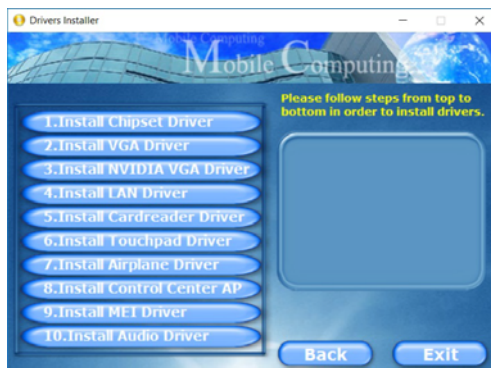 Drivers Installer
Mobile Computing
Mobile Computing
Please follow steps from top to
bottom in order to install drivers.
1.Install Chipset Driver
2.Install VGA Driver
3.Install NVIDIA VGA Driver
4.Install LAN Driver
5.Install Cardreader Driver
6.Install Touchpad Driver
7.Install Airplane Driver
8.Install Control Center AP
9.Install MEI Driver
10.Install Audio Driver
Back
Exit